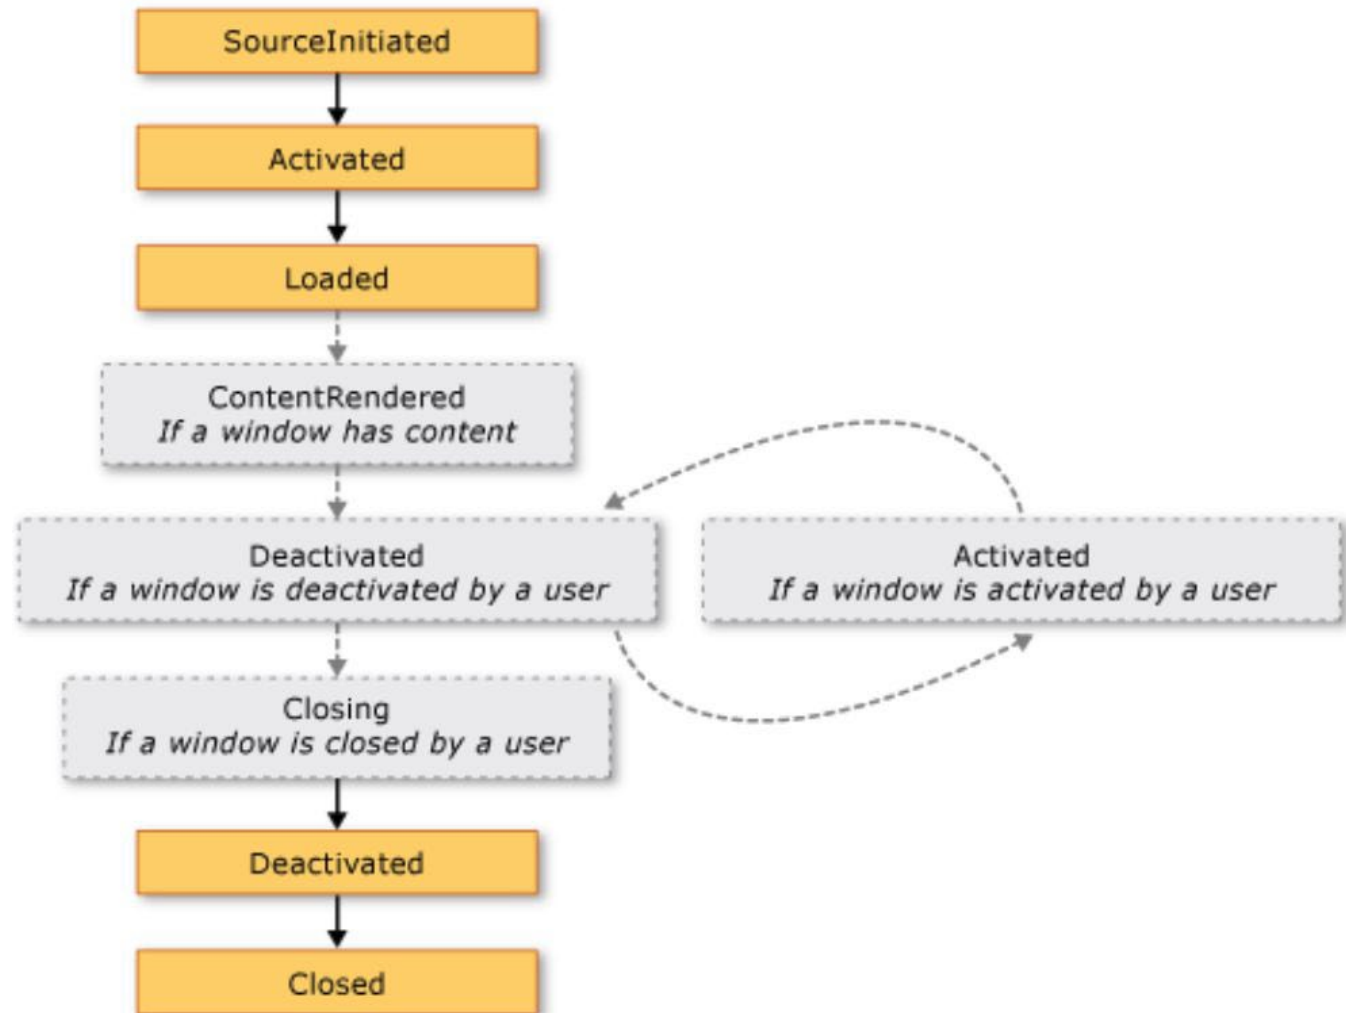 SourceInitiated
Activated
Loaded
ContentRendered
If a window has content
Deactivated
If a window is deactivated by a user
Activated
If a window is activated by a user
Closing
If a window is closed by a user
Deactivated
Closed